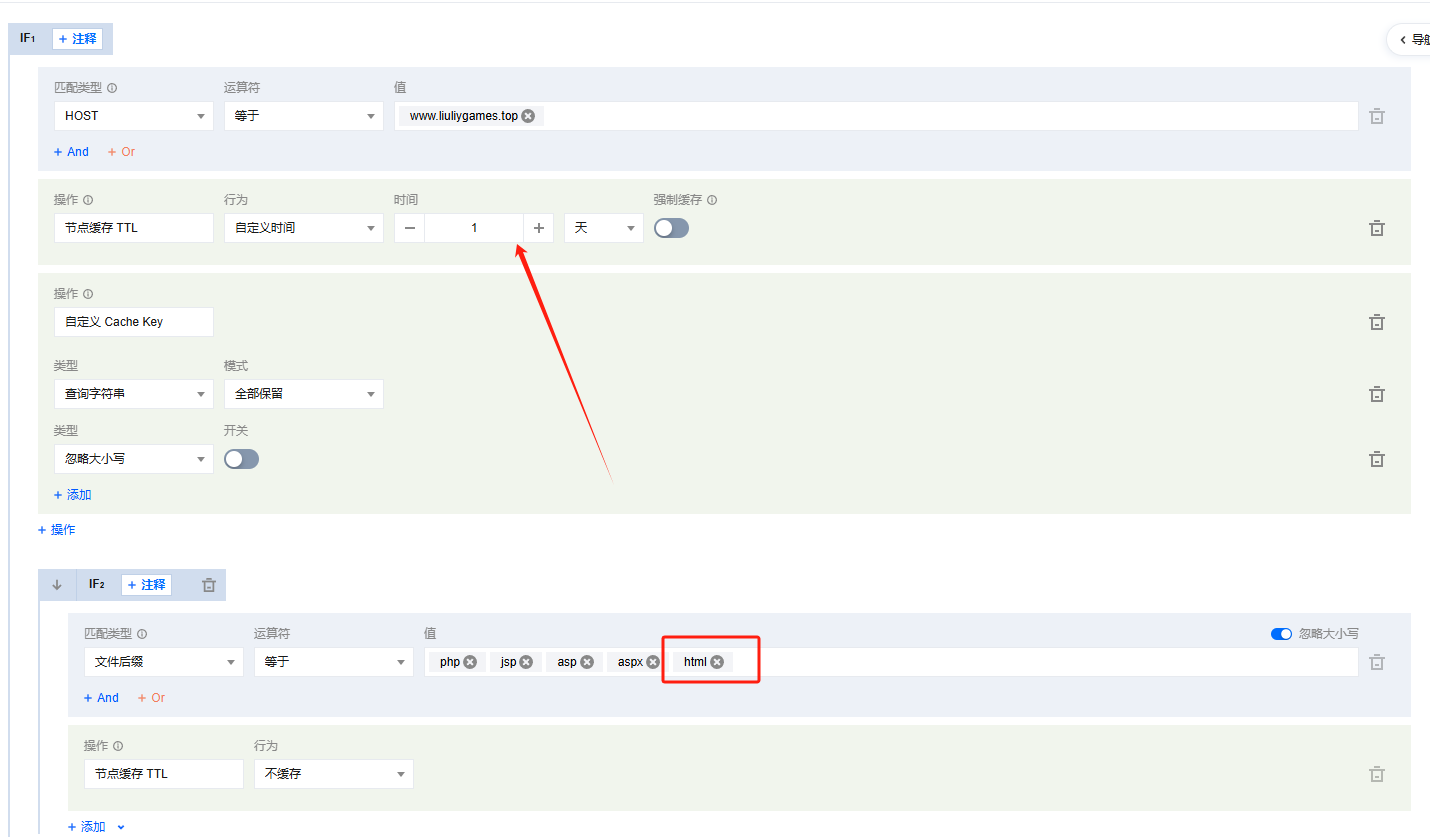 IF1 + 注释
导航
匹配类型 运算符 值
HOST 等于 www.liuliygames.top
+ And + Or
操作 行为 时间 强制缓存
节点缓存 TTL 自定义时间 1 天
操作
自定义 Cache Key
类型 模式
查询字符串 全部保留
类型 开关
忽略大小写
+ 添加
+ 操作
IF2 + 注释
匹配类型 运算符 值 忽略大小写
文件后缀 等于 php jsp asp aspx html
+ And + Or
操作 行为
节点缓存 TTL 不缓存
+ 添加